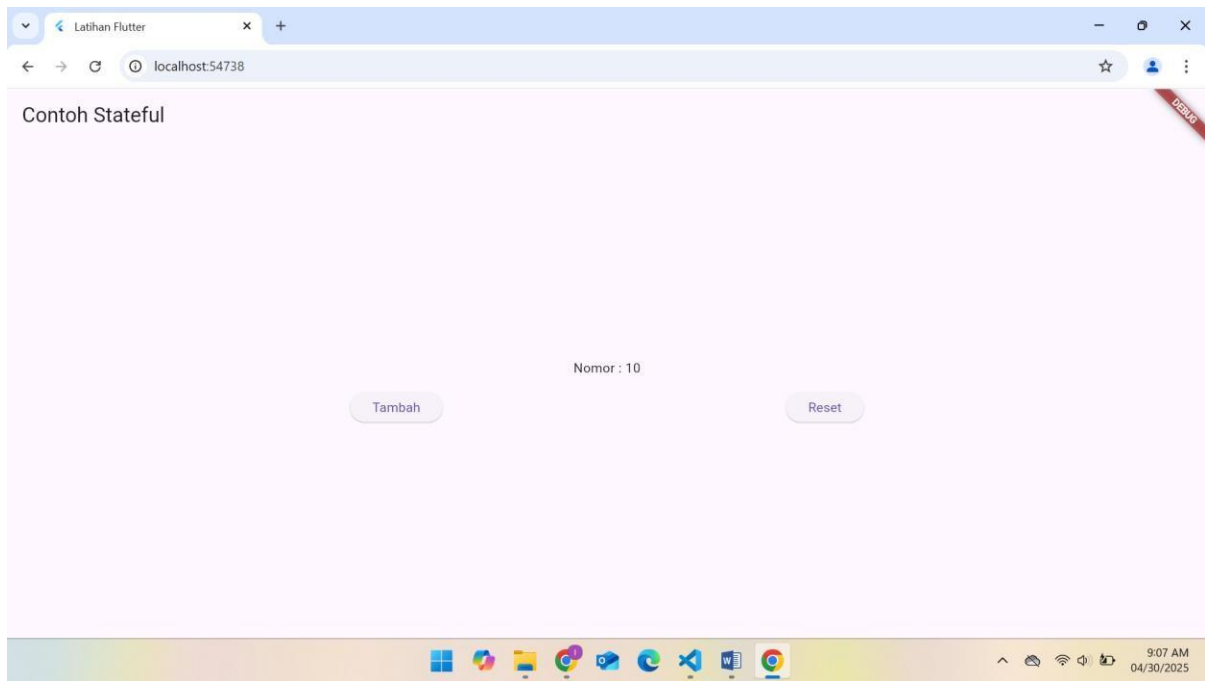 Latihan Flutter
localhost:54738
Contoh Stateful
DEBUG
Nomor : 10
Tambah Reset
9:07 AM
04/30/2025